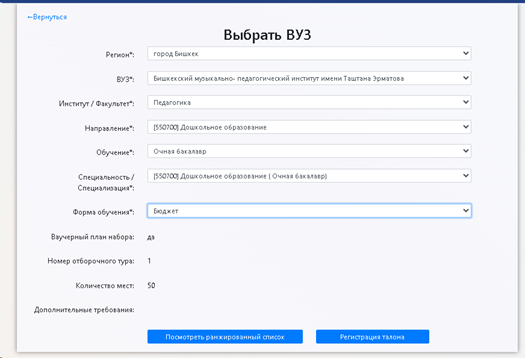 ←Вернуться
Выбрать ВУЗ
Регион*: город Бишкек
ВУЗ*: Бишкекский музыкально- педагогический институт имени Таштана Эрматова
Институт / Факультет*: Педагогика
Направление*: [550700] Дошкольное образование
Обучение*: Очная бакалавр
Специальность / Специализация*: [550700] Дошкольное образование ( Очная бакалавр)
Форма обучения*: Бюджет
Ваучерный план набора: да
Номер отборочного тура: 1
Количество мест: 50
Дополнительные требования:
Посмотреть ранжированный список Регистрация талона